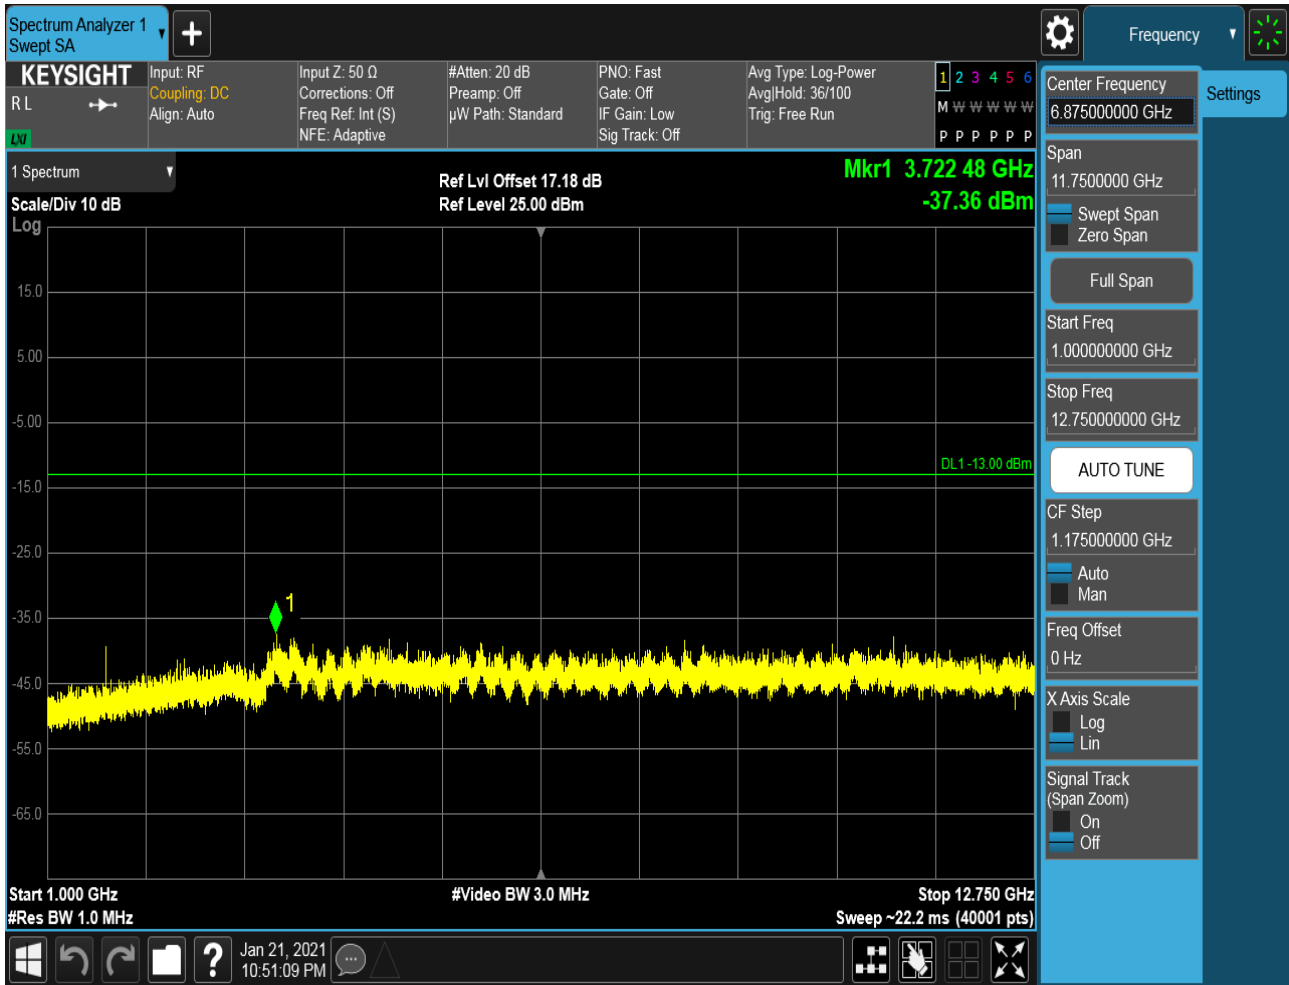 Spectrum Analyzer 1
Swept SA
+
Frequency
KEYSIGHT
R L
LXI
Input: RF
Coupling: DC
Align: Auto
Input Z: 50 Ω
Corrections: Off
Freq Ref: Int (S)
NFE: Adaptive
#Atten: 20 dB
Preamp: Off
µW Path: Standard
PNO: Fast
Gate: Off
IF Gain: Low
Sig Track: Off
Avg Type: Log-Power
Avg|Hold: 36/100
Trig: Free Run
1 2 3 4 5 6
M W W W W W
P P P P P P
1 Spectrum
Scale/Div 10 dB
Log
Ref Lvl Offset 17.18 dB
Ref Level 25.00 dBm
Mkr1 3.722 48 GHz
-37.36 dBm
15.0
5.00
-5.00
DL1 -13.00 dBm
-15.0
-25.0
1
-35.0
-45.0
-55.0
-65.0
Start 1.000 GHz
#Res BW 1.0 MHz
#Video BW 3.0 MHz
Stop 12.750 GHz
Sweep ~22.2 ms (40001 pts)
Center Frequency
6.875000000 GHz
Span
11.7500000 GHz
Swept Span
Zero Span
Full Span
Start Freq
1.000000000 GHz
Stop Freq
12.750000000 GHz
AUTO TUNE
CF Step
1.175000000 GHz
Auto
Man
Freq Offset
0 Hz
X Axis Scale
Log
Lin
Signal Track
(Span Zoom)
On
Off
Settings
?
Jan 21, 2021
10:51:09 PM